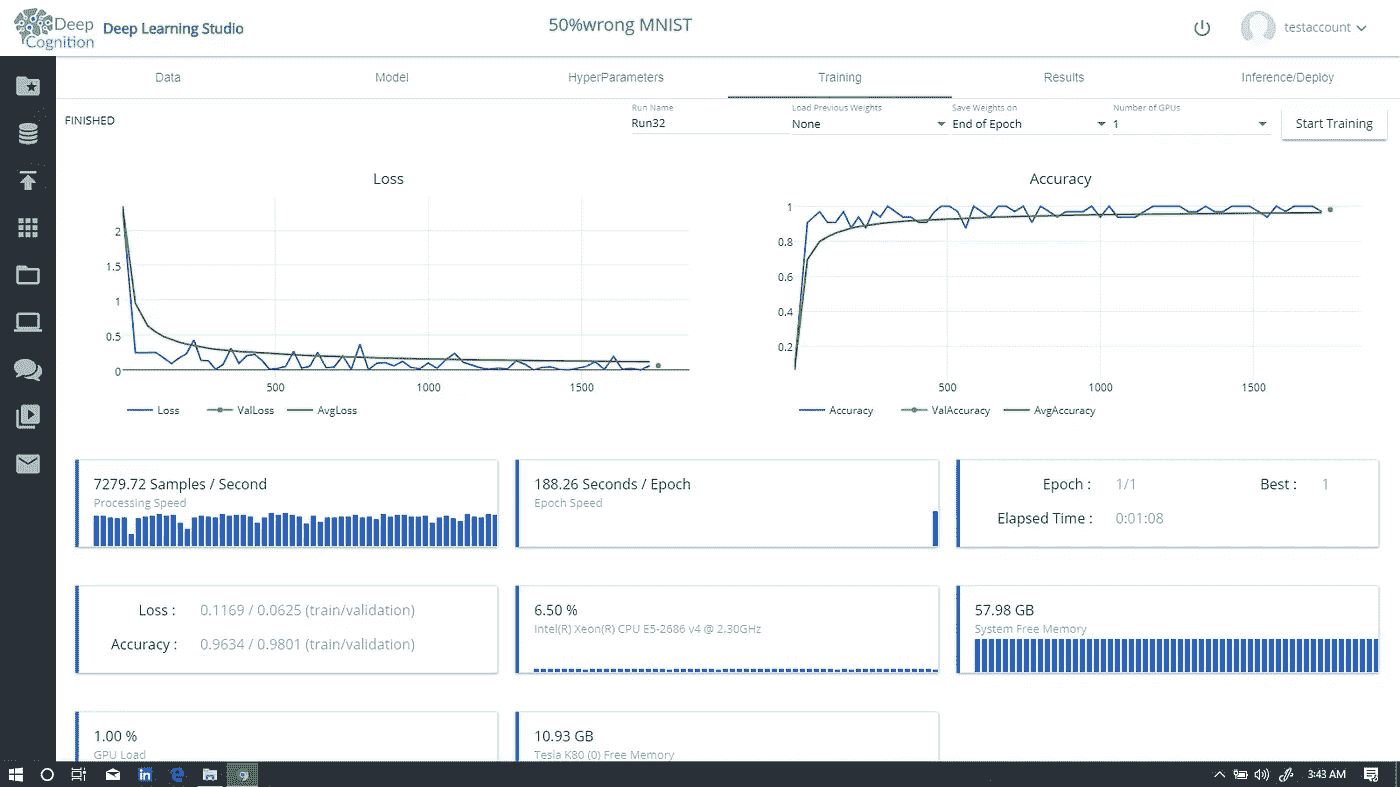 Deep Cognition
Deep Learning Studio
50%wrong MNIST
testaccount
Data Model HyperParameters Training Results Inference/Deploy
FINISHED
Run Name
Run32
Load Previous Weights
None
Save Weights on
End of Epoch
Number of GPUs
1
Start Training
Loss
2
1.5
1
0.5
0
500 1000 1500
Loss ValLoss AvgLoss
Accuracy
1
0.8
0.6
0.4
0.2
500 1000 1500
Accuracy ValAccuracy AvgAccuracy
7279.72 Samples / Second
Processing Speed
188.26 Seconds / Epoch
Epoch Speed
Epoch : 1/1 Best : 1
Elapsed Time : 0:01:08
Loss : 0.1169 / 0.0625 (train/validation)
Accuracy : 0.9634 / 0.9801 (train/validation)
6.50 %
Intel(R) Xeon(R) CPU E5-2686 v4 @ 2.30GHz
57.98 GB
System Free Memory
1.00 %
GPU Load
10.93 GB
Tesla K80 (0) Free Memory
3:43 AM